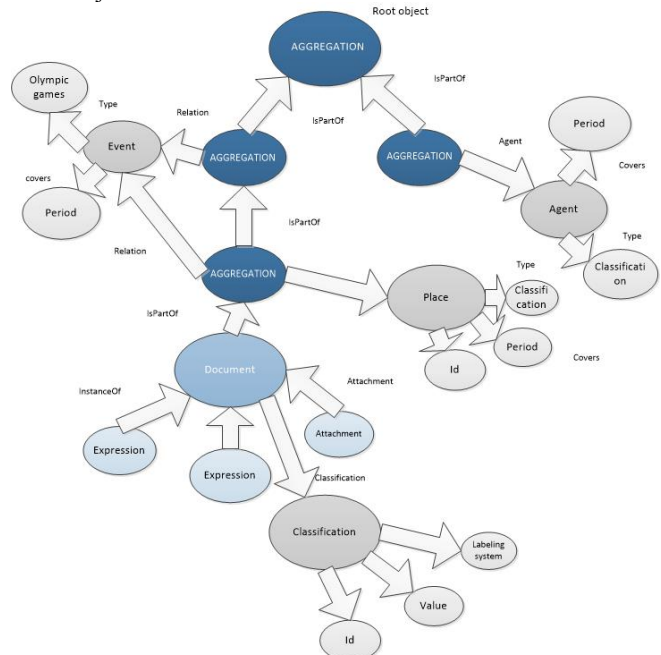 Root object
AGGREGATION
IsPartOf
IsPartOf
Olympic
games
Type
Relation
Event
AGGREGATION
AGGREGATION
Agent
Period
Covers
covers
Period
Agent
IsPartOf
Relation
Type
Classificati
on
AGGREGATION
Type
Place
Classifi
cation
IsPartOf
Period
Covers
Id
Document
Attachment
InstanceOf
Attachment
Expression
Expression
Classification
Classification
Labeling
system
Value
Id